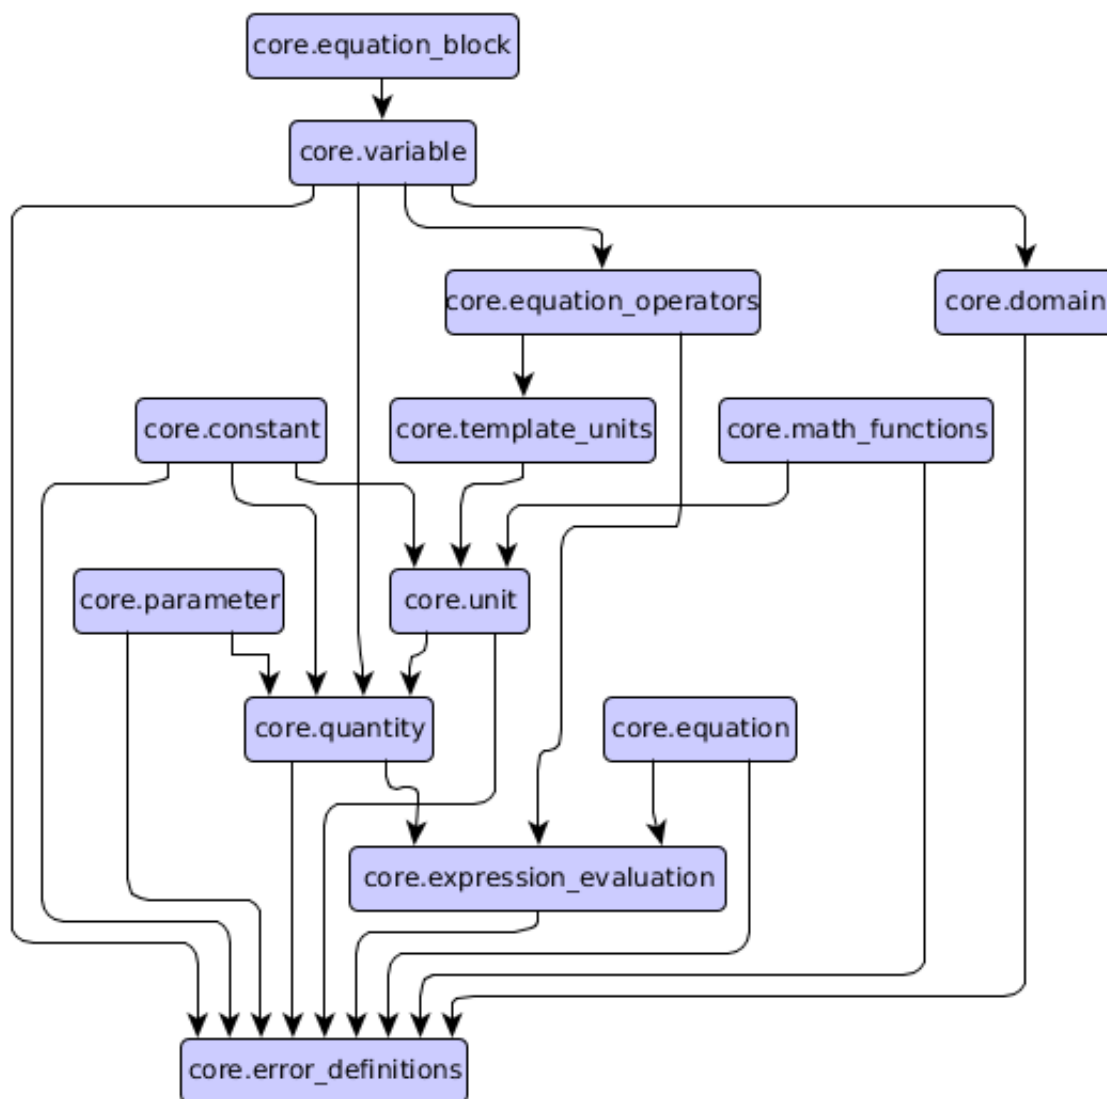 core.equation_block
core.variable
core.equation_operators
core.domain
core.constant
core.template_units
core.math_functions
core.parameter
core.unit
core.quantity
core.equation
core.expression_evaluation
core.error_definitions